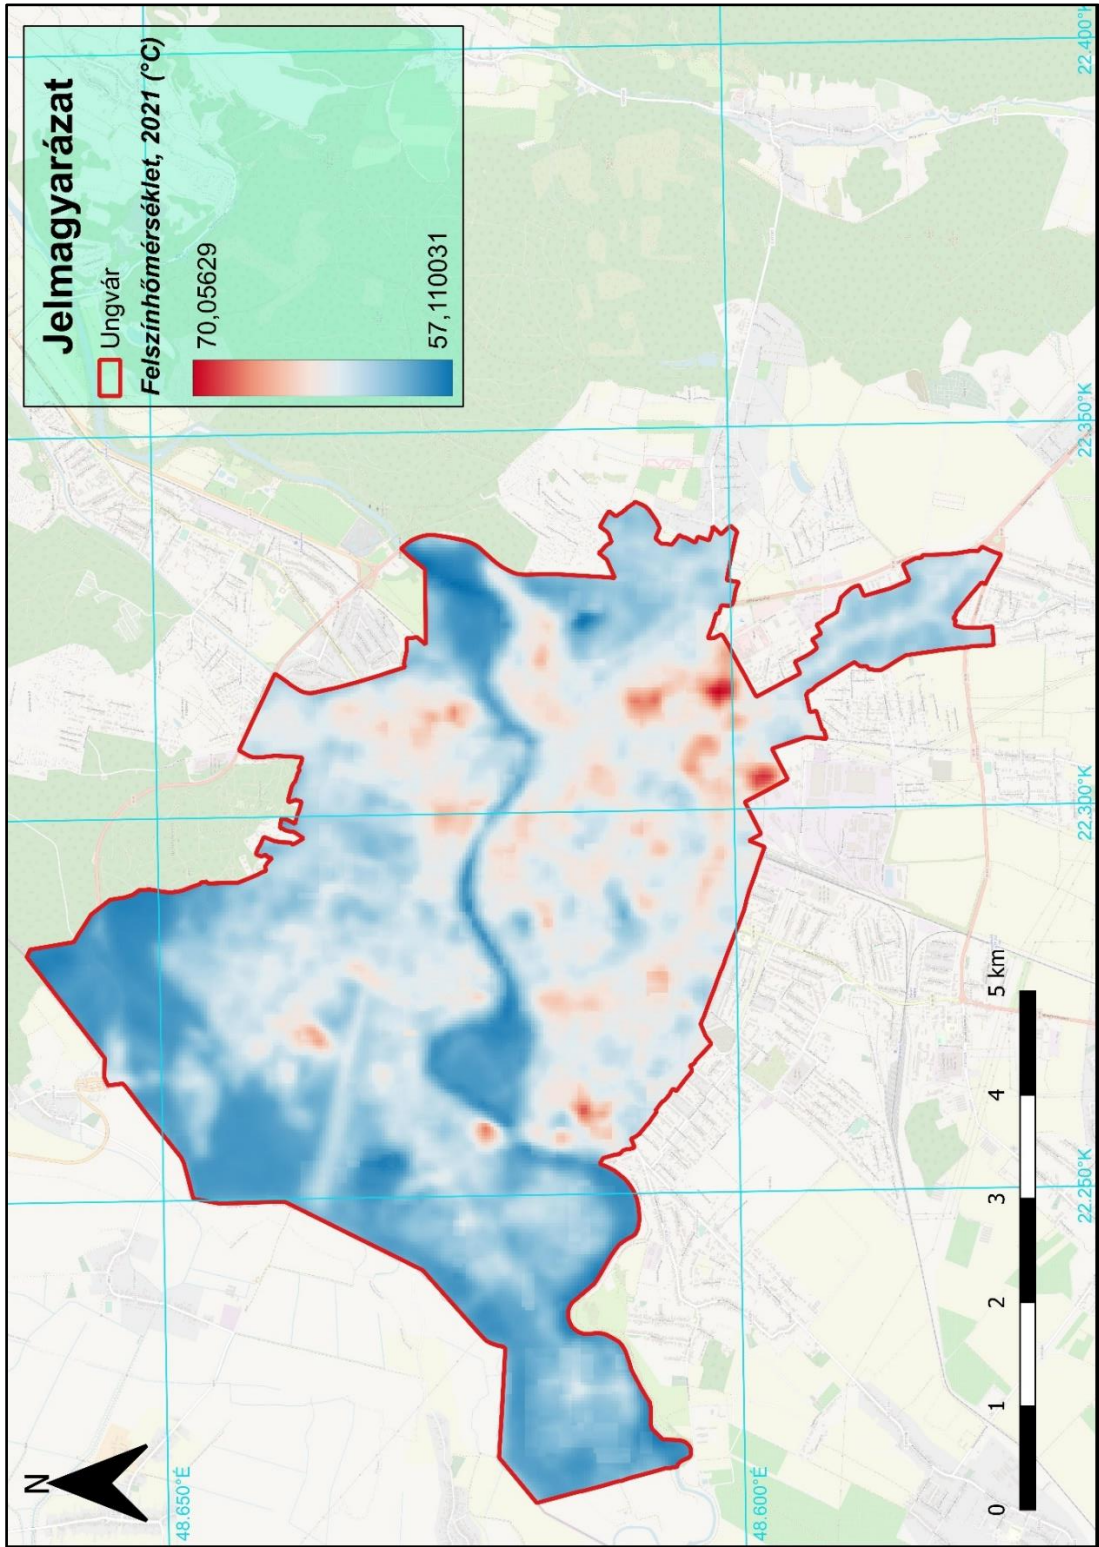 Jelmagyarázat
Ungvár
Felszínhőmérséklet, 2021 (°C)
70,05629
57,110031
N
48.650°É
48.600°É
22.250°K
22.300°K
22.350°K
22.400°K
0 1 2 3 4 5 km